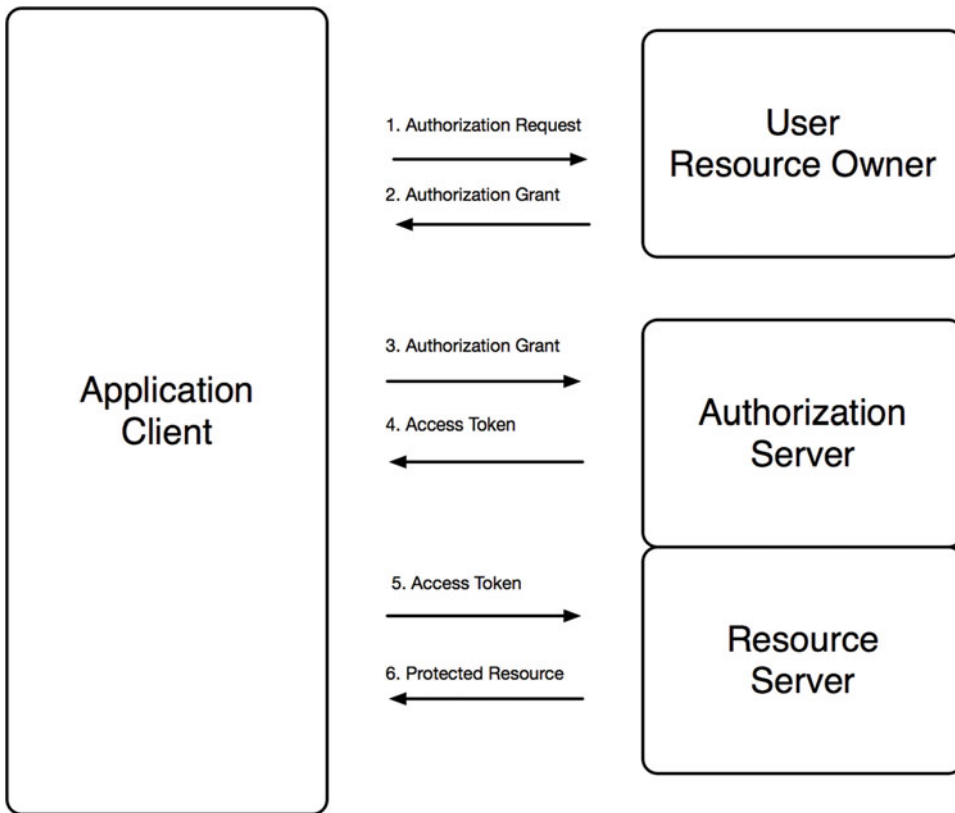 1. Authorization Request
2. Authorization Grant
User
Resource Owner
Application
Client
3. Authorization Grant
4. Access Token
Authorization
Server
5. Access Token
6. Protected Resource
Resource
Server